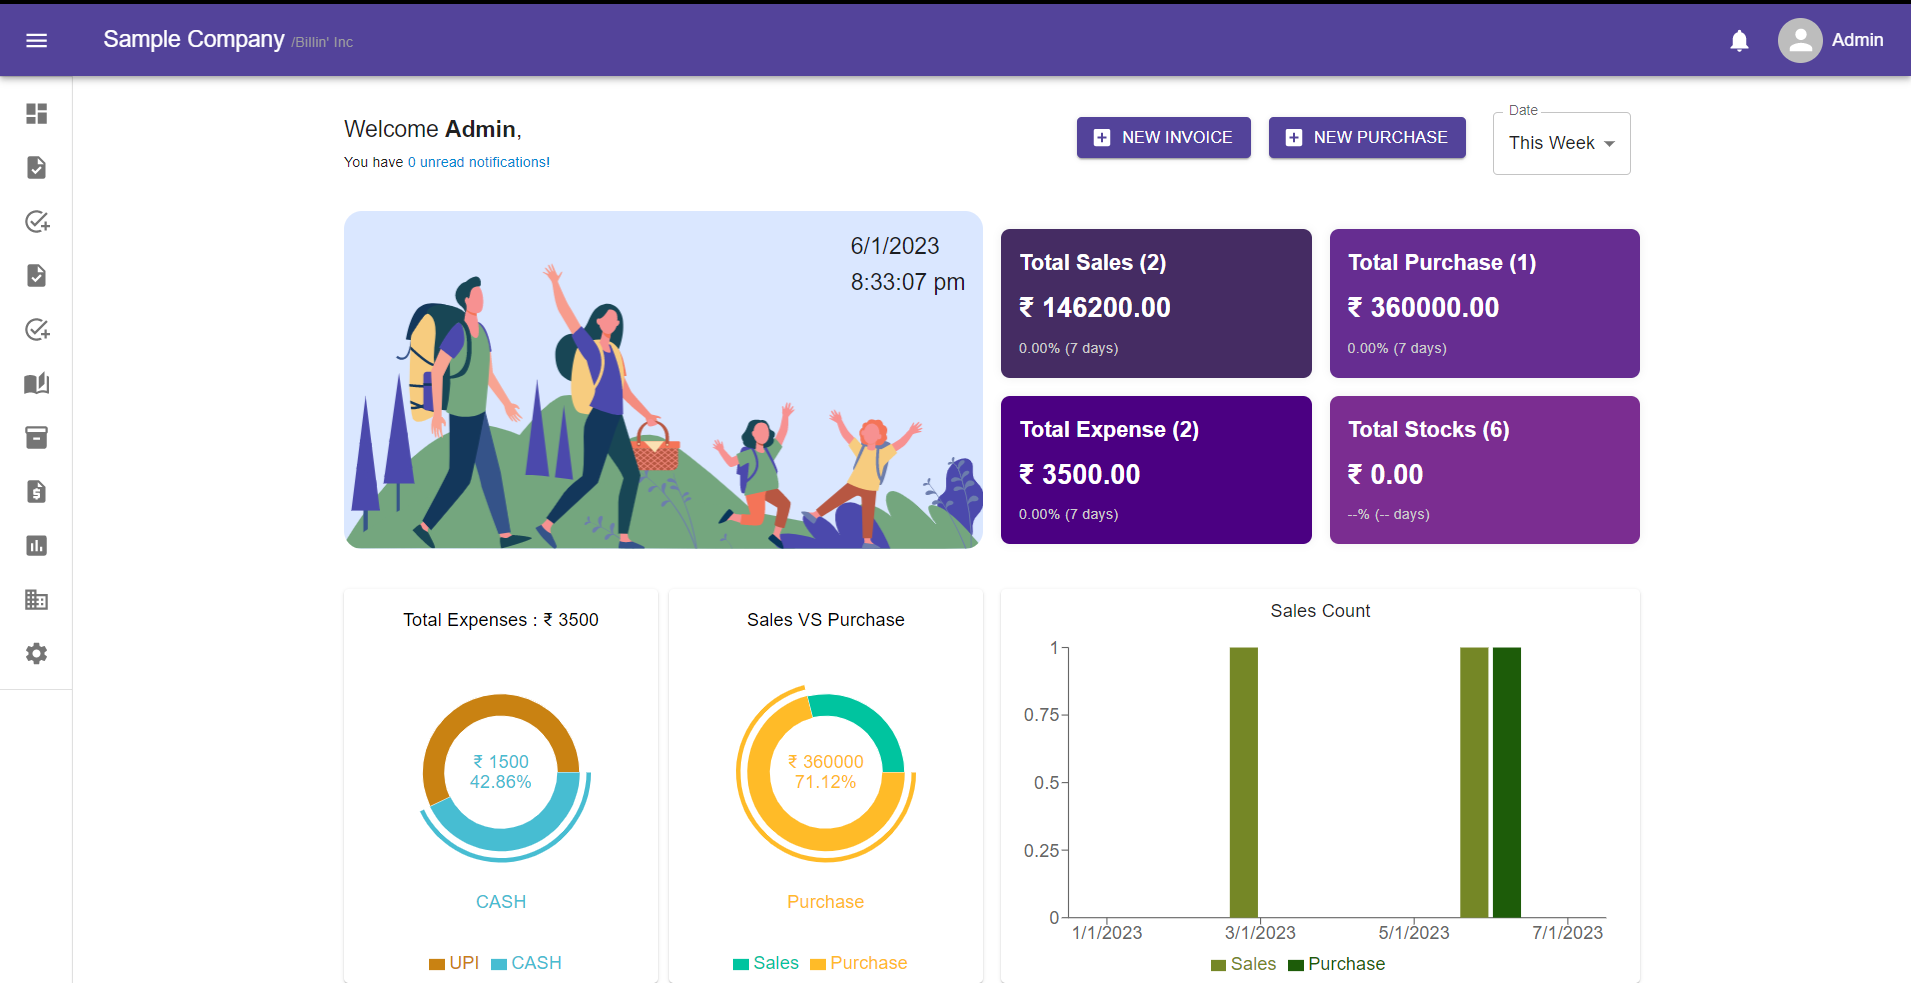 Sample Company /Billin' Inc
Admin
Welcome Admin,
You have 0 unread notifications!
NEW INVOICE
NEW PURCHASE
Date
This Week
6/1/2023
8:33:07 pm
Total Sales (2)
₹ 146200.00
0.00% (7 days)
Total Purchase (1)
₹ 360000.00
0.00% (7 days)
Total Expense (2)
₹ 3500.00
0.00% (7 days)
Total Stocks (6)
₹ 0.00
--% (-- days)
Total Expenses : ₹ 3500
₹ 1500
42.86%
CASH
UPI CASH
Sales VS Purchase
₹ 360000
71.12%
Purchase
Sales Purchase
Sales Count
1
0.75
0.5
0.25
0
1/1/2023 3/1/2023 5/1/2023 7/1/2023
Sales Purchase